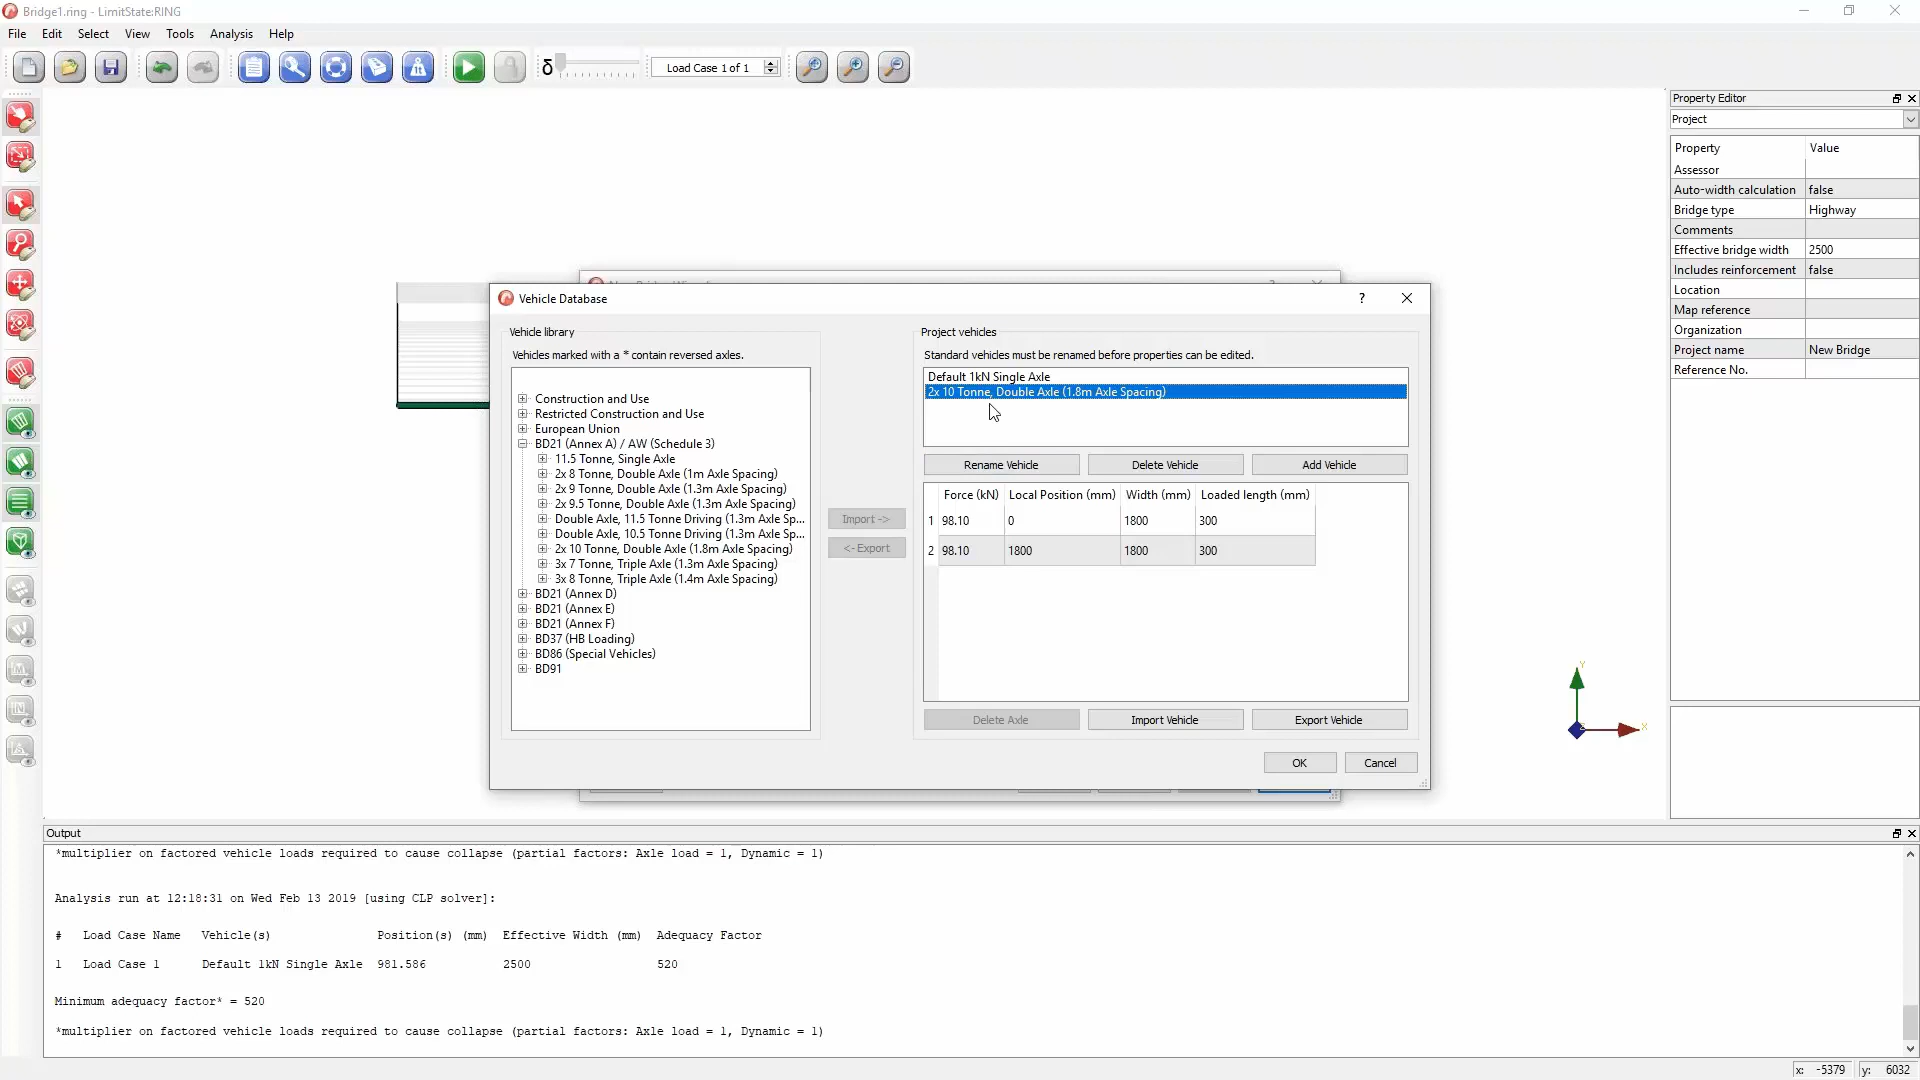 Bridge1.ring - LimitState:RING
File Edit Select View Tools Analysis Help
δ Load Case 1 of 1
Property Editor
Project
Property Value
Assessor
Auto-width calculation false
Bridge type Highway
Comments
Effective bridge width 2500
Includes reinforcement false
Location
Map reference
Organization
Project name New Bridge
Reference No.
Vehicle Database ?
Vehicle library
Vehicles marked with a * contain reversed axles.
Construction and Use
Restricted Construction and Use
European Union
BD21 (Annex A) / AW (Schedule 3)
11.5 Tonne, Single Axle
2x 8 Tonne, Double Axle (1m Axle Spacing)
2x 9 Tonne, Double Axle (1.3m Axle Spacing)
2x 9.5 Tonne, Double Axle (1.3m Axle Spacing)
Double Axle, 11.5 Tonne Driving (1.3m Axle Sp...
Double Axle, 10.5 Tonne Driving (1.3m Axle Sp...
2x 10 Tonne, Double Axle (1.8m Axle Spacing)
3x 7 Tonne, Triple Axle (1.3m Axle Spacing)
3x 8 Tonne, Triple Axle (1.4m Axle Spacing)
BD21 (Annex D)
BD21 (Annex E)
BD21 (Annex F)
BD37 (HB Loading)
BD86 (Special Vehicles)
BD91
Import ->
<- Export
Project vehicles
Standard vehicles must be renamed before properties can be edited.
Default 1kN Single Axle
2x 10 Tonne, Double Axle (1.8m Axle Spacing)
Rename Vehicle Delete Vehicle Add Vehicle
Force (kN) Local Position (mm) Width (mm) Loaded length (mm)
1 98.10 0 1800 300
2 98.10 1800 1800 300
Delete Axle Import Vehicle Export Vehicle
OK Cancel
Y
X
Output
*multiplier on factored vehicle loads required to cause collapse (partial factors: Axle load = 1, Dynamic = 1)
Analysis run at 12:18:31 on Wed Feb 13 2019 [using CLP solver]:
# Load Case Name Vehicle(s) Position(s) (mm) Effective Width (mm) Adequacy Factor
1 Load Case 1 Default 1kN Single Axle 981.586 2500 520
Minimum adequacy factor* = 520
*multiplier on factored vehicle loads required to cause collapse (partial factors: Axle load = 1, Dynamic = 1)
x: -5379 y: 6032